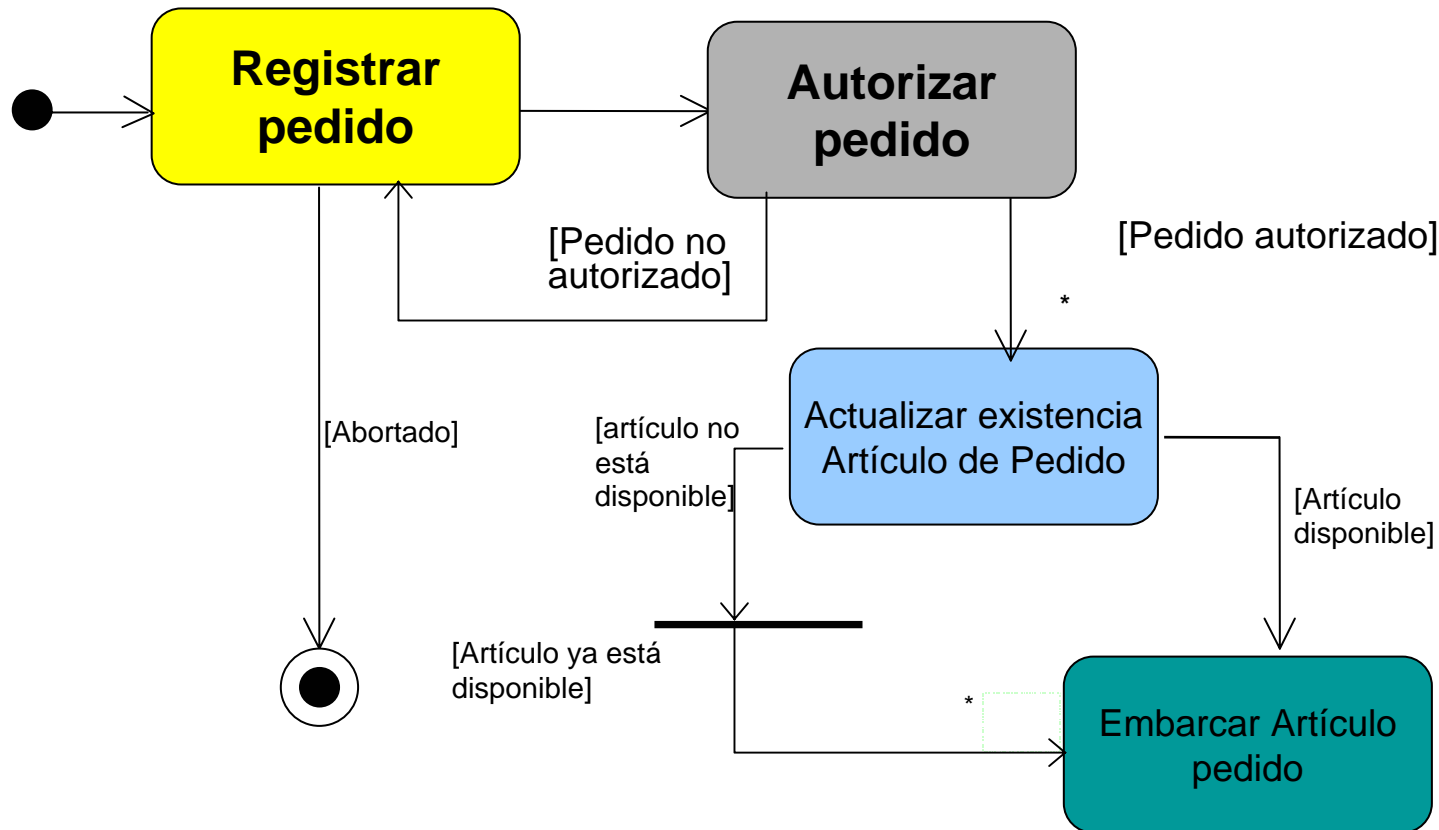 Registrar
pedido
Autorizar
pedido
[Pedido no
autorizado]
[Pedido autorizado]
*
Actualizar existencia
Artículo de Pedido
[Abortado]
[artículo no
está
disponible]
[Artículo
disponible]
[Artículo ya está
disponible]
*
Embarcar Artículo
pedido